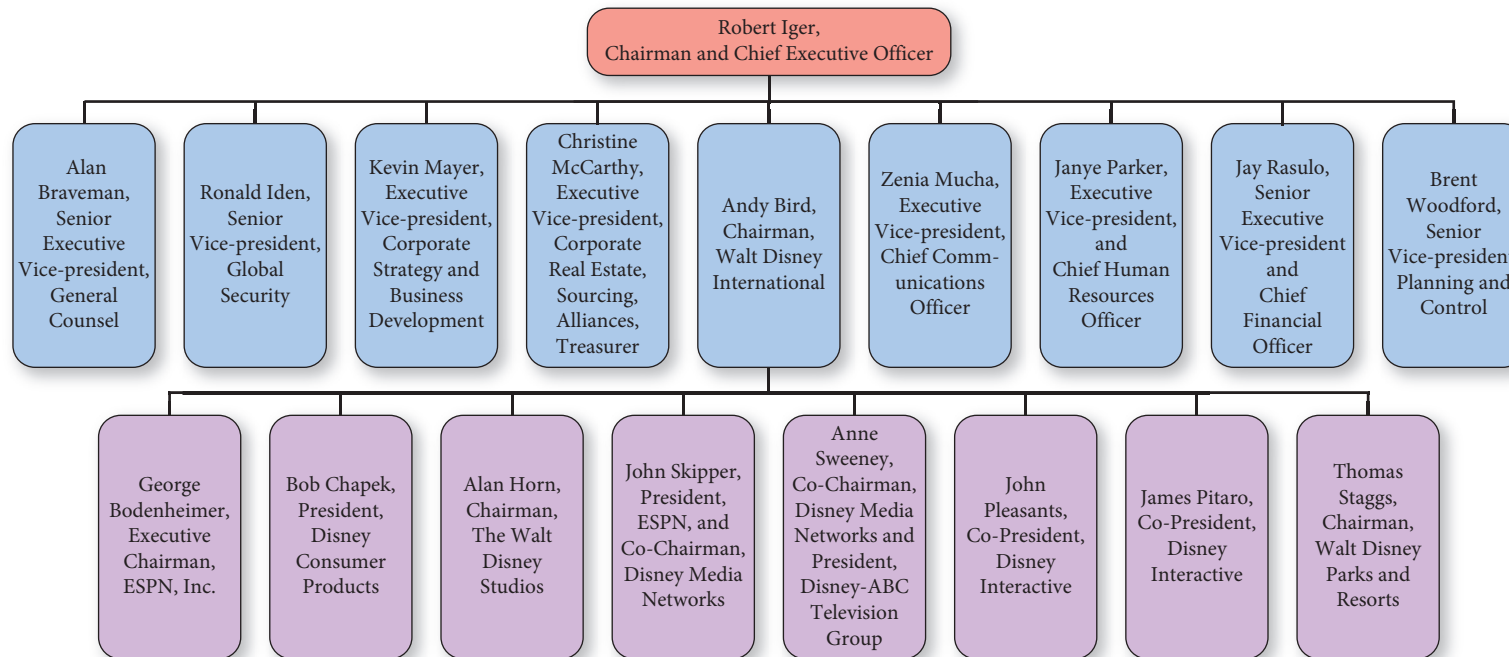 Robert Iger,
Chairman and Chief Executive Officer
Alan
Braveman,
Senior
Executive
Vice-president,
General
Counsel
Ronald Iden,
Senior
Vice-president,
Global
Security
Kevin Mayer,
Executive
Vice-president,
Corporate
Strategy and
Business
Development
Christine
McCarthy,
Executive
Vice-president,
Corporate
Real Estate,
Sourcing,
Alliances,
Treasurer
Andy Bird,
Chairman,
Walt Disney
International
Zenia Mucha,
Executive
Vice-president,
Chief Comm-
unications
Officer
Janye Parker,
Executive
Vice-president,
and
Chief Human
Resources
Officer
Jay Rasulo,
Senior
Executive
Vice-president
and
Chief
Financial
Officer
Brent
Woodford,
Senior
Vice-president
Planning and
Control
George
Bodenheimer,
Executive
Chairman,
ESPN, Inc.
Bob Chapek,
President,
Disney
Consumer
Products
Alan Horn,
Chairman,
The Walt
Disney
Studios
John Skipper,
President,
ESPN, and
Co-Chairman,
Disney Media
Networks
Anne
Sweeney,
Co-Chairman,
Disney Media
Networks and
President,
Disney-ABC
Television
Group
John
Pleasants,
Co-President,
Disney
Interactive
James Pitaro,
Co-President,
Disney
Interactive
Thomas
Staggs,
Chairman,
Walt Disney
Parks and
Resorts